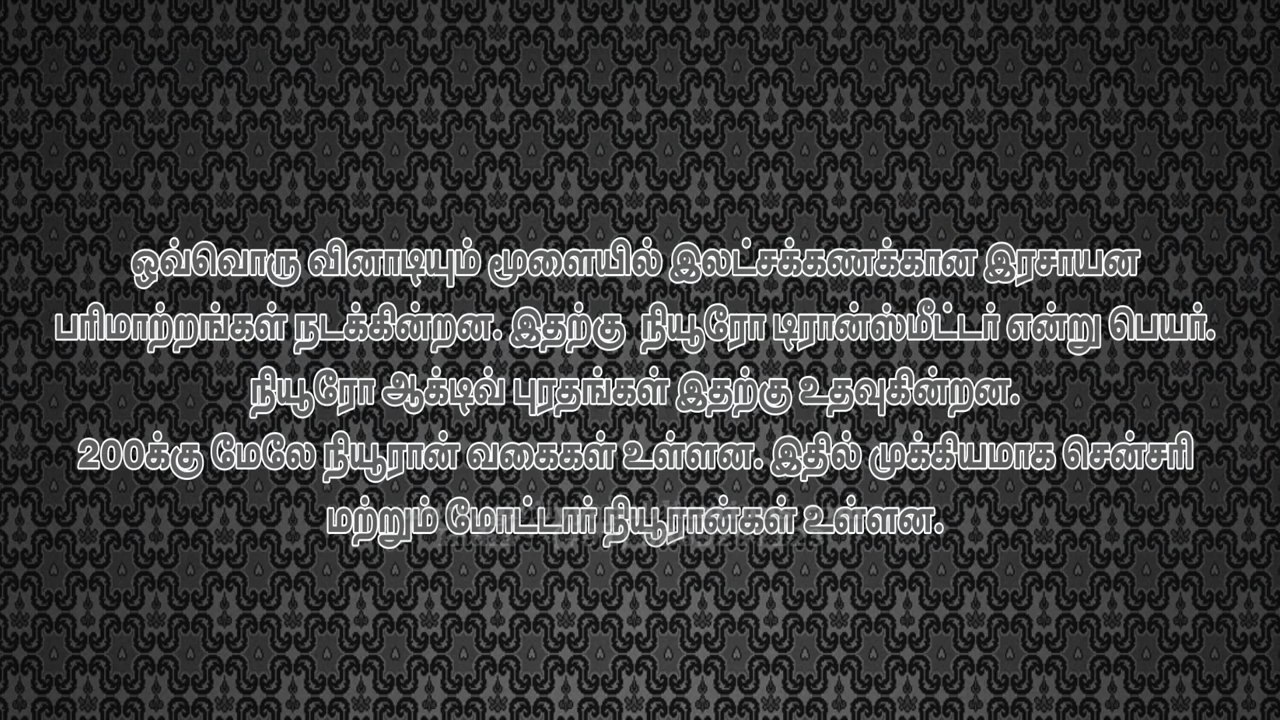 ஒவ்வொரு வினாடியும் மூளையில் இலட்சக்கணக்கான இரசாயன
பரிமாற்றங்கள் நடக்கின்றன. இதற்கு நியூரோ டிரான்ஸ்மீட்டர் என்று பெயர்.
நியூரோ ஆக்டிவ் புரதங்கள் இதற்கு உதவுகின்றன.
200க்கு மேலே நியூரான் வகைகள் உள்ளன. இதில் முக்கியமாக சென்சரி
மற்றும் மோட்டார் நியூரான்கள் உள்ளன.